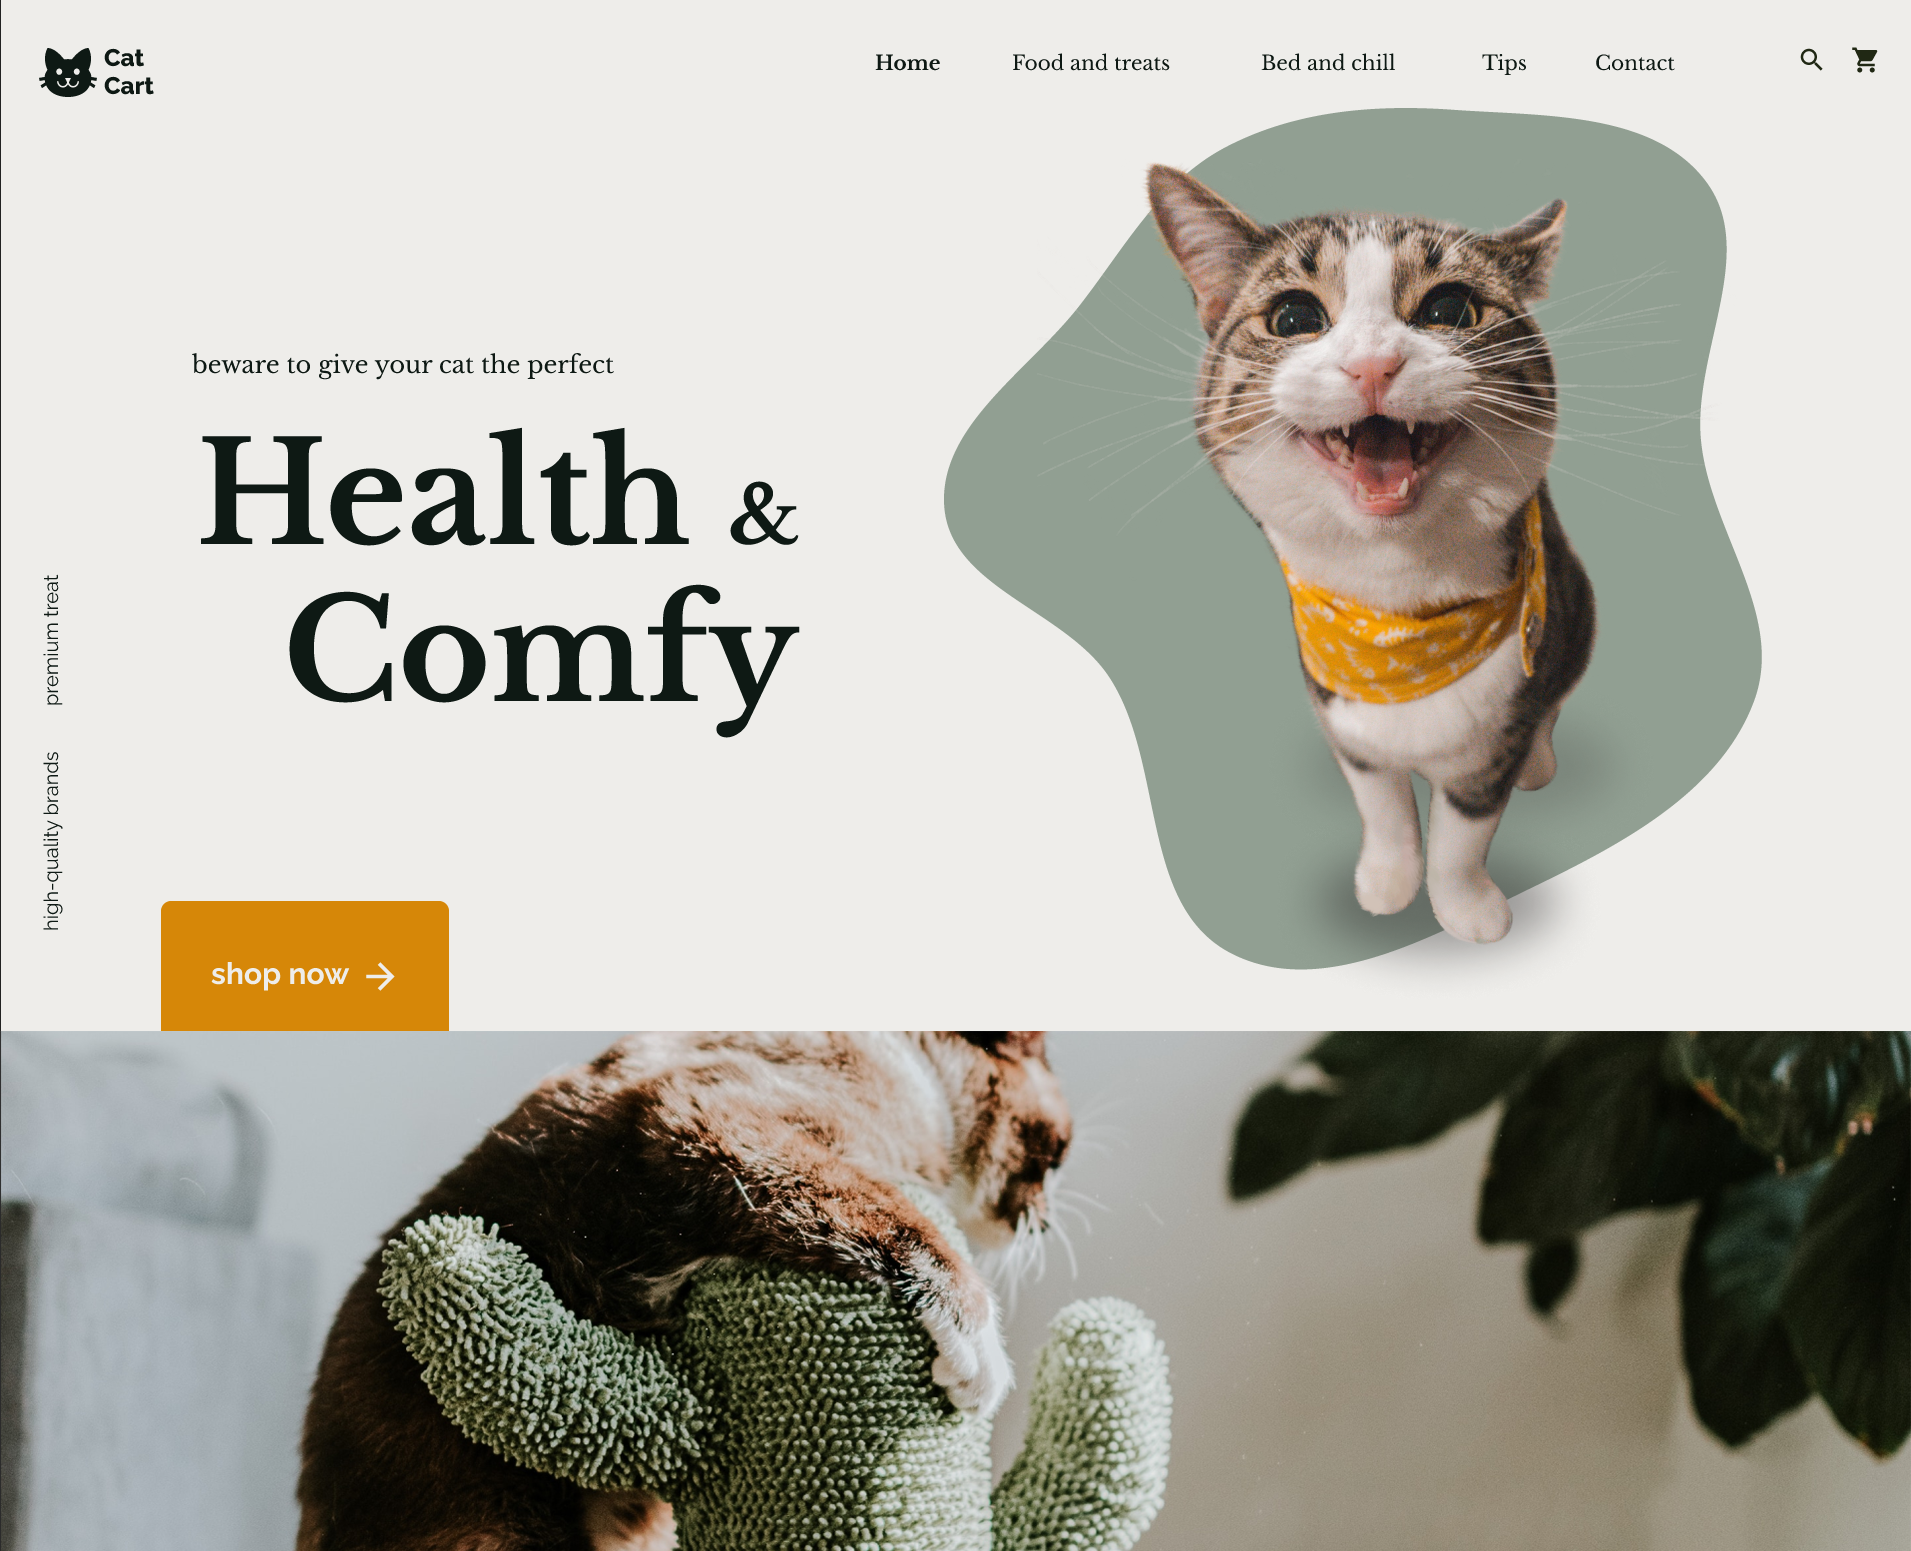 Cat
Cart
Home
Food and treats
Bed and chill
Tips
Contact
beware to give your cat the perfect
Health &
Comfy
premium treat
high-quality brands
shop now